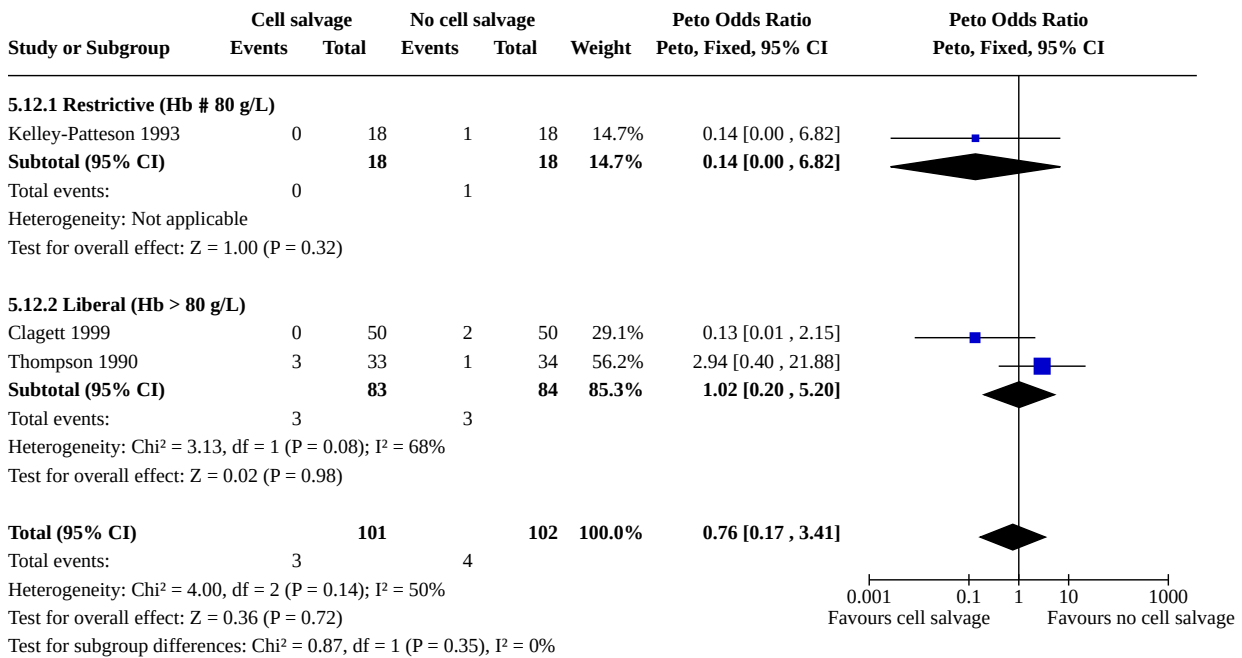 Cell salvage No cell salvage Peto Odds Ratio Peto Odds Ratio
Study or Subgroup Events Total Events Total Weight Peto, Fixed, 95% CI Peto, Fixed, 95% CI
5.12.1 Restrictive (Hb # 80 g/L)
Kelley-Patteson 1993 0 18 1 18 14.7% 0.14 [0.00 , 6.82]
Subtotal (95% CI) 18 18 14.7% 0.14 [0.00 , 6.82]
Total events: 0 1
Heterogeneity: Not applicable
Test for overall effect: Z = 1.00 (P = 0.32)
5.12.2 Liberal (Hb > 80 g/L)
Clagett 1999 0 50 2 50 29.1% 0.13 [0.01 , 2.15]
Thompson 1990 3 33 1 34 56.2% 2.94 [0.40 , 21.88]
Subtotal (95% CI) 83 84 85.3% 1.02 [0.20 , 5.20]
Total events: 3 3
Heterogeneity: Chi² = 3.13, df = 1 (P = 0.08); I² = 68%
Test for overall effect: Z = 0.02 (P = 0.98)
Total (95% CI) 101 102 100.0% 0.76 [0.17 , 3.41]
Total events: 3 4
Heterogeneity: Chi² = 4.00, df = 2 (P = 0.14); I² = 50%
0.001 0.1 1 10 1000
Test for overall effect: Z = 0.36 (P = 0.72) Favours cell salvage Favours no cell salvage
Test for subgroup differences: Chi² = 0.87, df = 1 (P = 0.35), I² = 0%